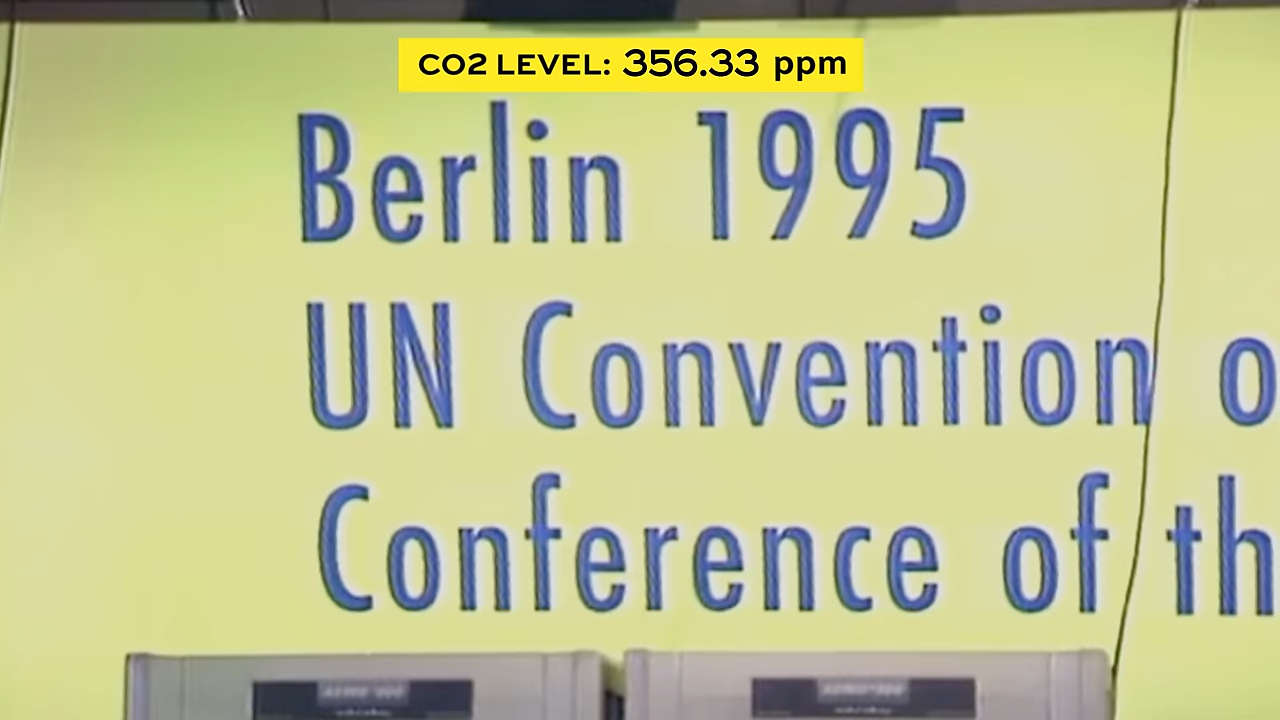 CO2 LEVEL: 356.33 ppm
Berlin 1995
UN Convention o
Conference of th